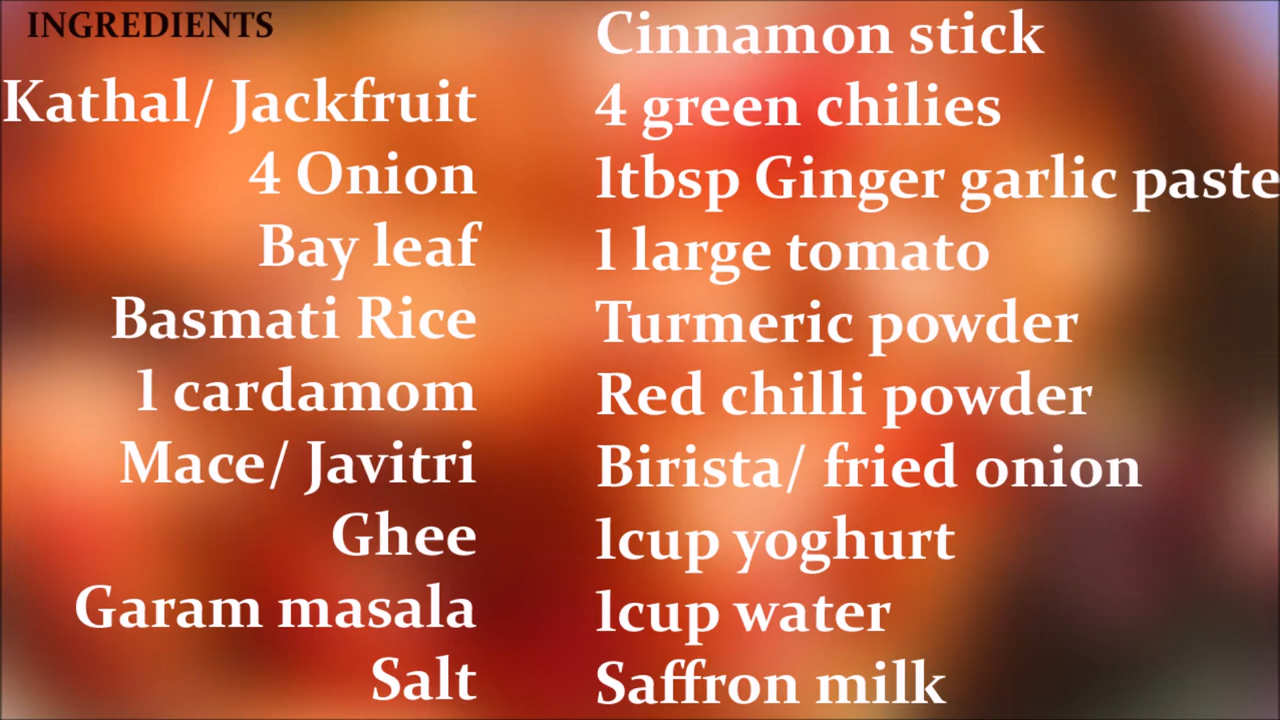 INGREDIENTS
Kathal/ Jackfruit
4 Onion
Bay leaf
Basmati Rice
1 cardamom
Mace/ Javitri
Ghee
Garam masala
Salt
Cinnamon stick
4 green chilies
1tbsp Ginger garlic paste
1 large tomato
Turmeric powder
Red chilli powder
Birista/ fried onion
1cup yoghurt
1cup water
Saffron milk